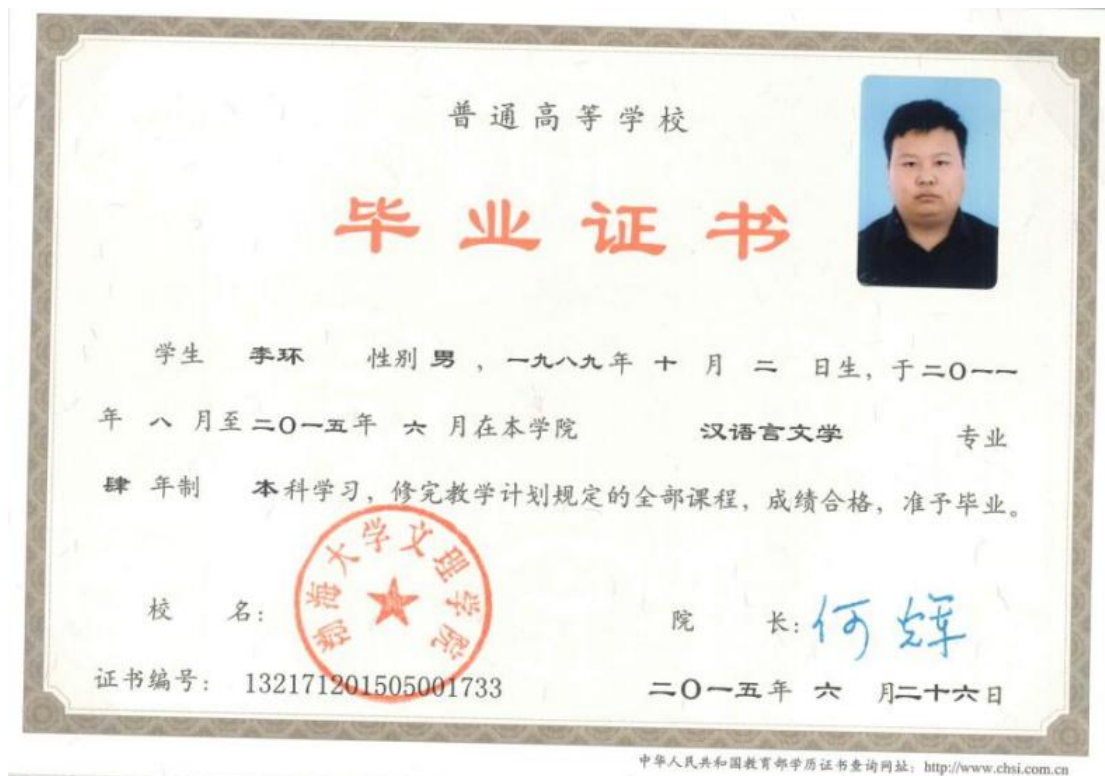 普通高等学校
毕业证书
学生 李环 性别 男 ，一九八九年 十 月 二 日生，于二〇一一
年 八 月至二〇一五年 六 月在本学院 汉语言文学 专业
肆 年制 本科学习，修完教学计划规定的全部课程，成绩合格，准予毕业。
渤海大学文理学院
校 名： 院 长：何辉
证书编号： 132171201505001733 二〇一五年 六 月二十六日
中华人民共和国教育部学历证书查询网址：http://www.chsi.com.cn